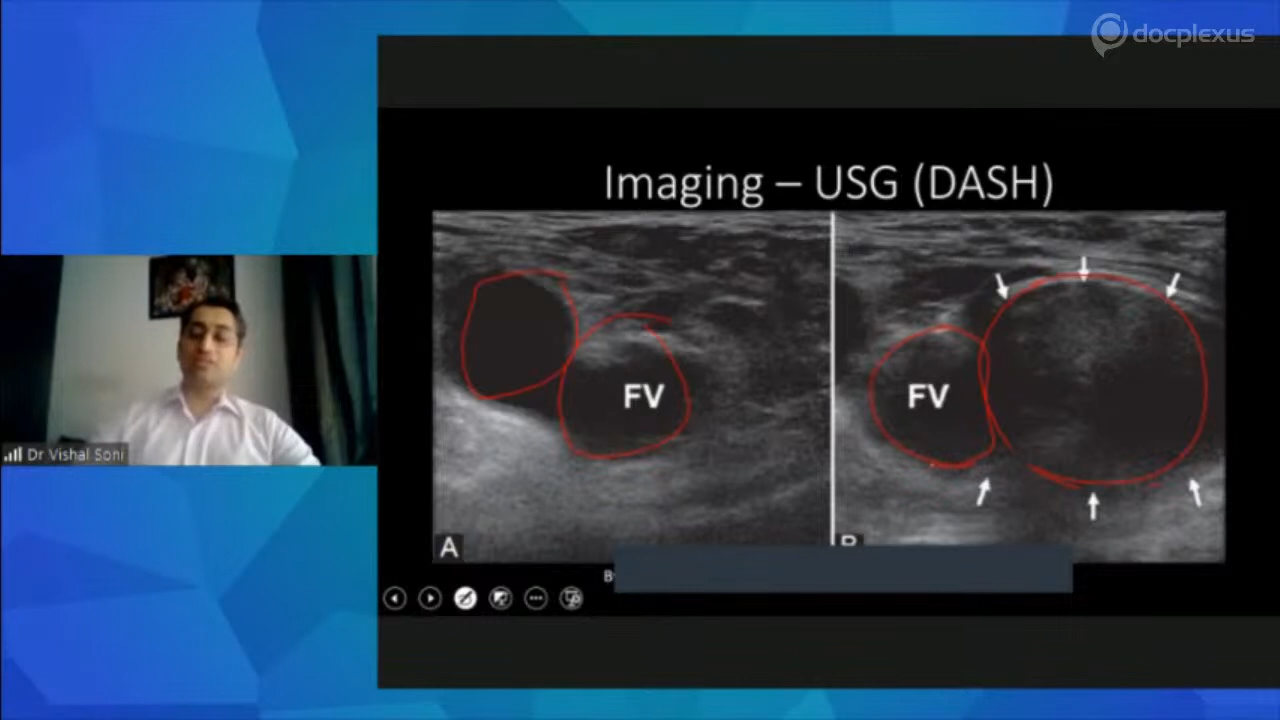 docplexus
Imaging – USG (DASH)
FV
FV
A
B
Dr Vishal Soni